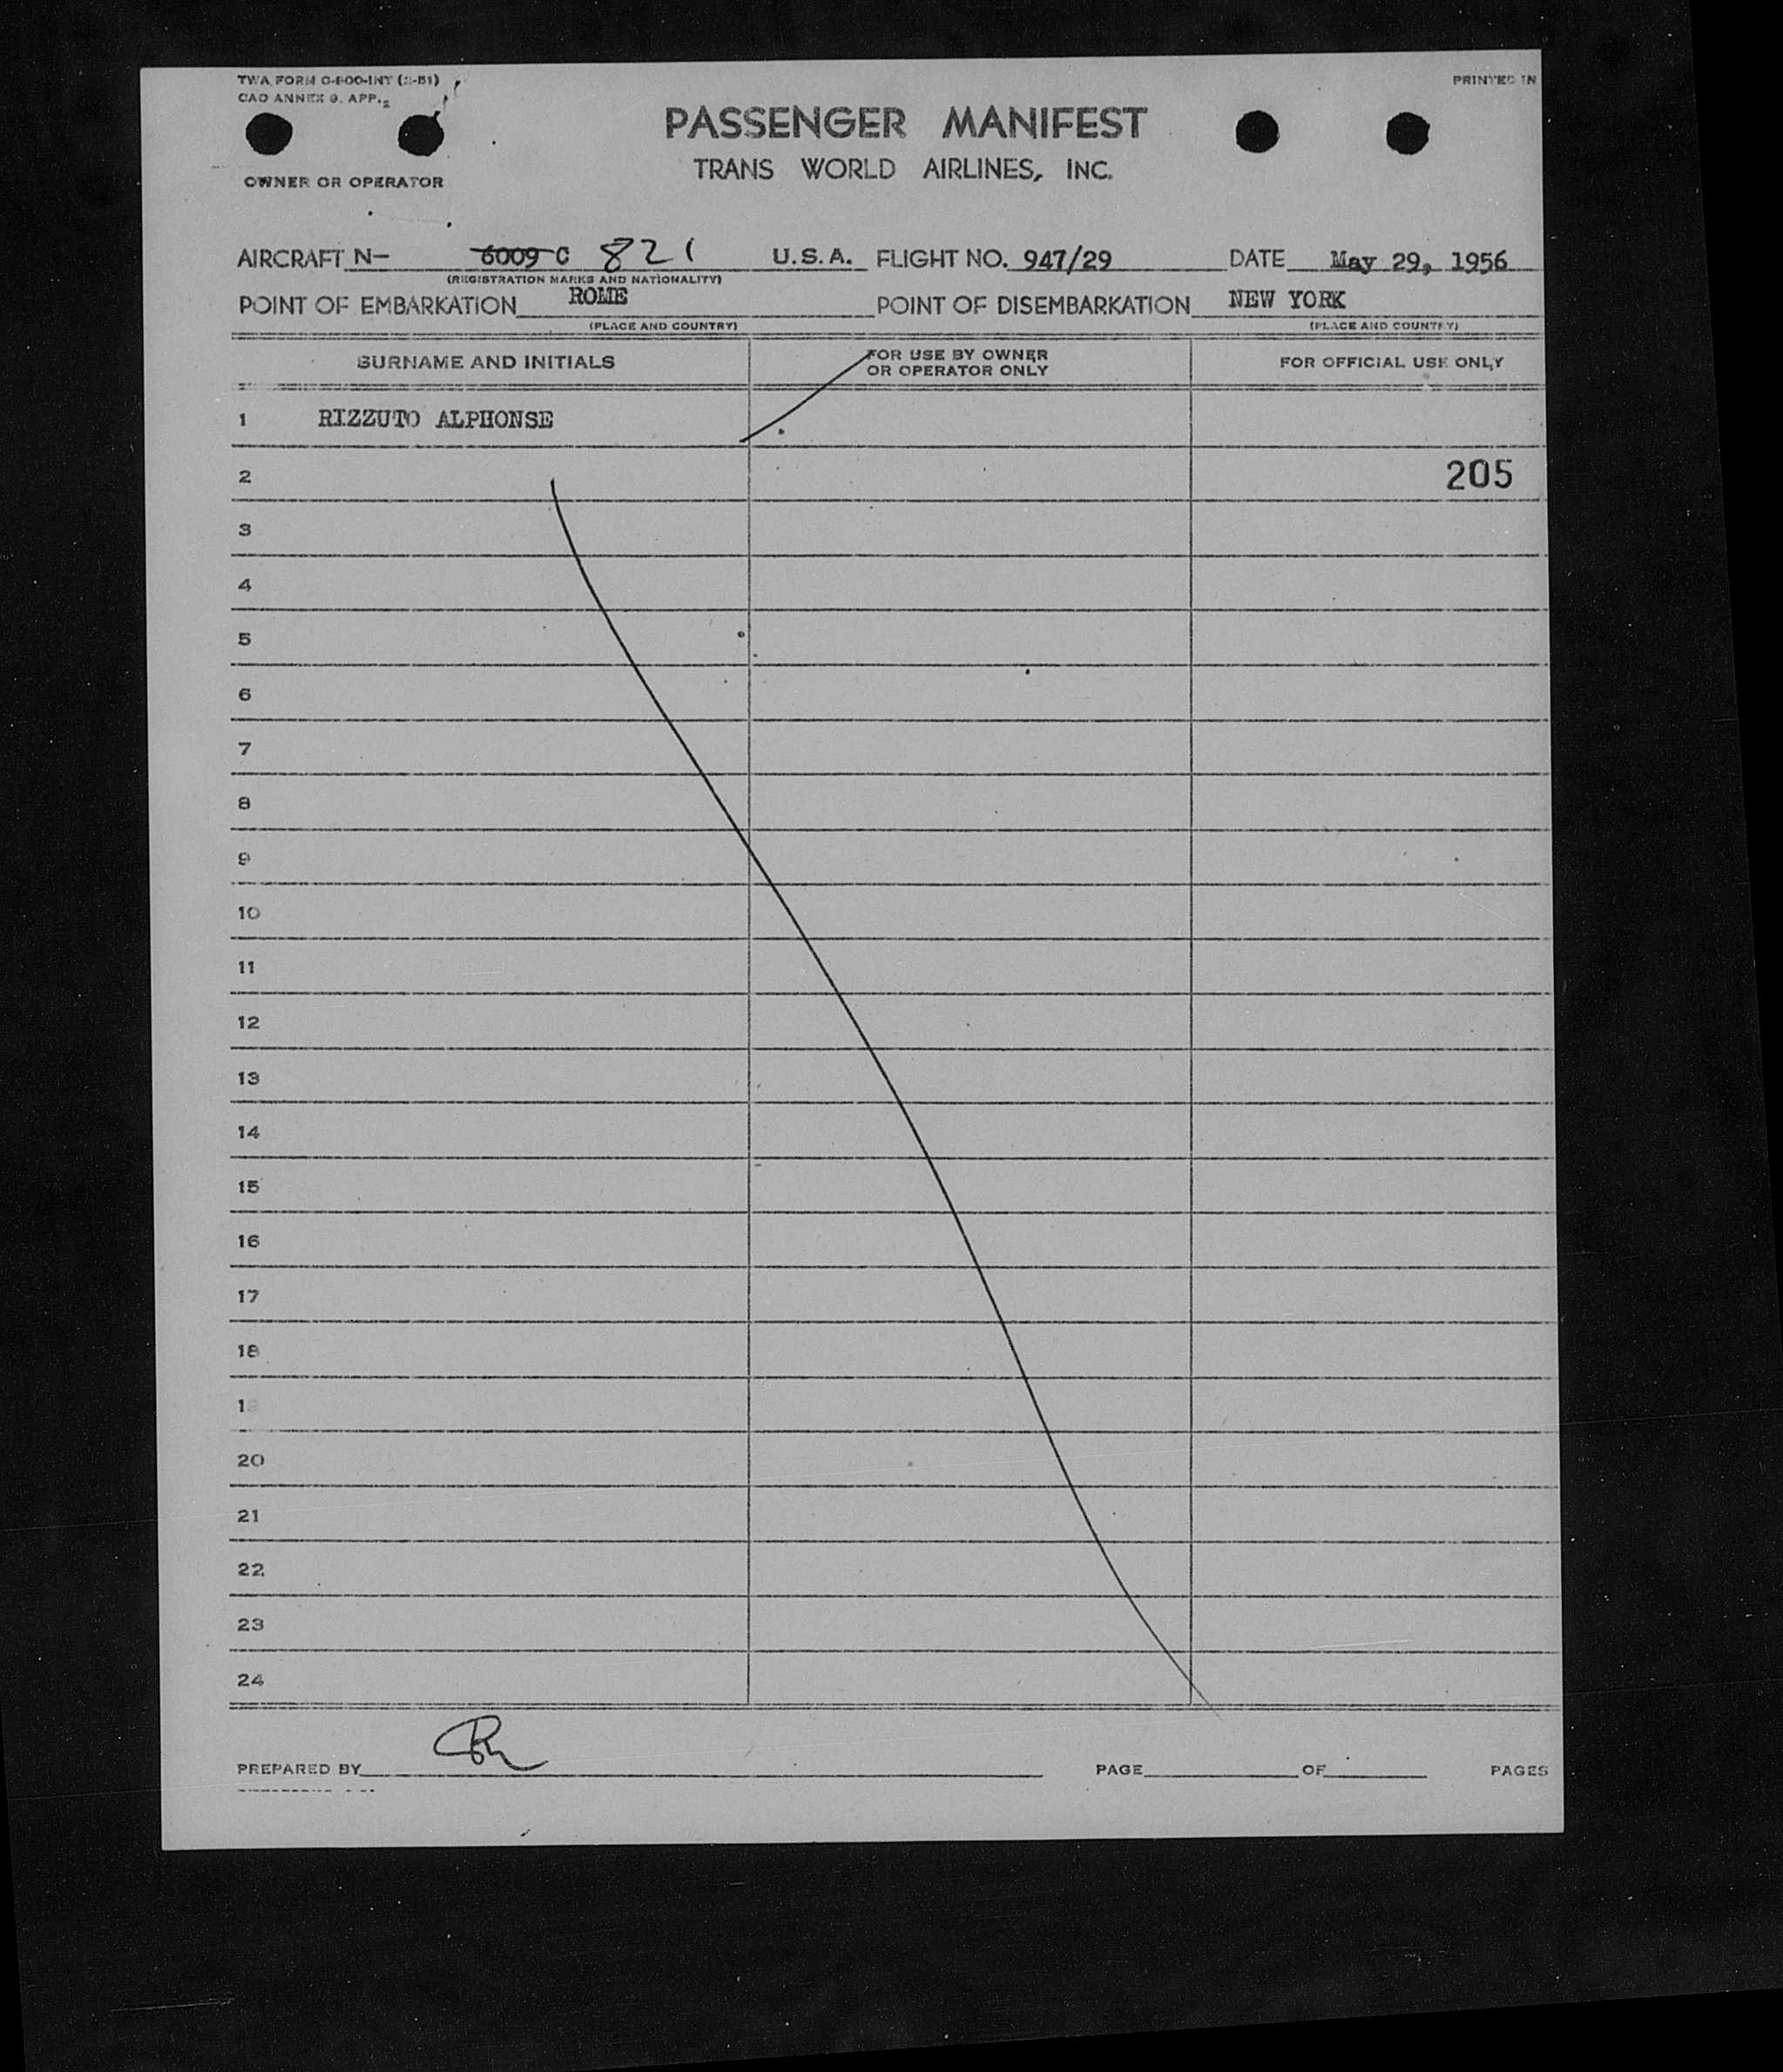 TWA FORM O-800-INT (2-51)
CAO ANNEX 9. APP. 2
PRINTED IN
PASSENGER MANIFEST
TRANS WORLD AIRLINES, INC.
OWNER OR OPERATOR
AIRCRAFT N- 6009 C 821 U.S.A. FLIGHT NO. 947/29 DATE May 29, 1956
(REGISTRATION MARKS AND NATIONALITY)
POINT OF EMBARKATION ROME POINT OF DISEMBARKATION NEW YORK
(PLACE AND COUNTRY) (PLACE AND COUNTRY)
SURNAME AND INITIALS FOR USE BY OWNER OR OPERATOR ONLY FOR OFFICIAL USE ONLY
1 RIZZUTO ALPHONSE
2 205
3
4
5
6
7
8
9
10
11
12
13
14
15
16
17
18
19
20
21
22
23
24
PREPARED BY PAGE OF PAGES